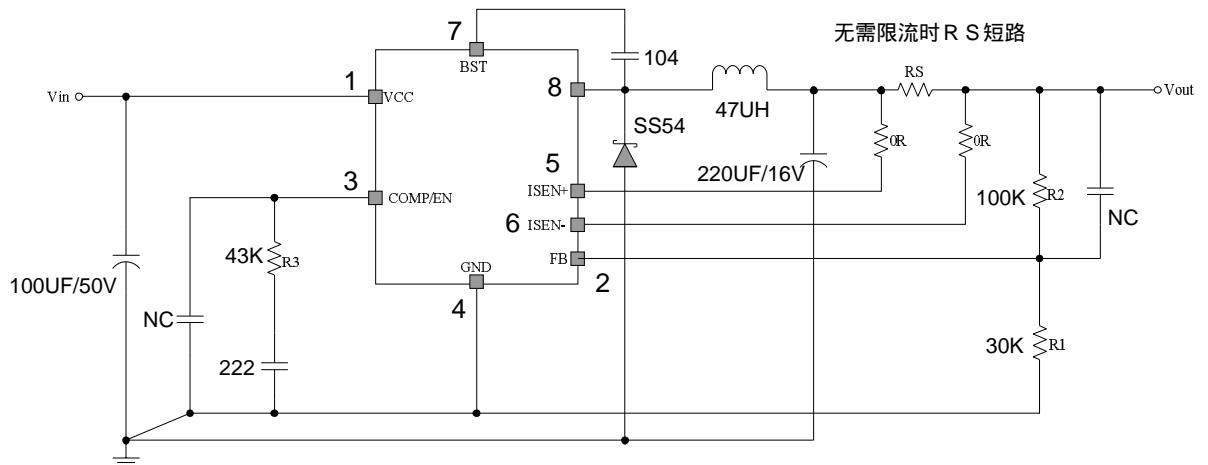 无需限流时RS短路
7
BST
104
1
Vin
VCC
8
47UH
RS
Vout
SS54
0R
0R
220UF/16V
5
ISEN+
3
COMP/EN
6
ISEN-
100K
R2
NC
43K
R3
GND
FB
2
100UF/50V
4
NC
222
30K
R1